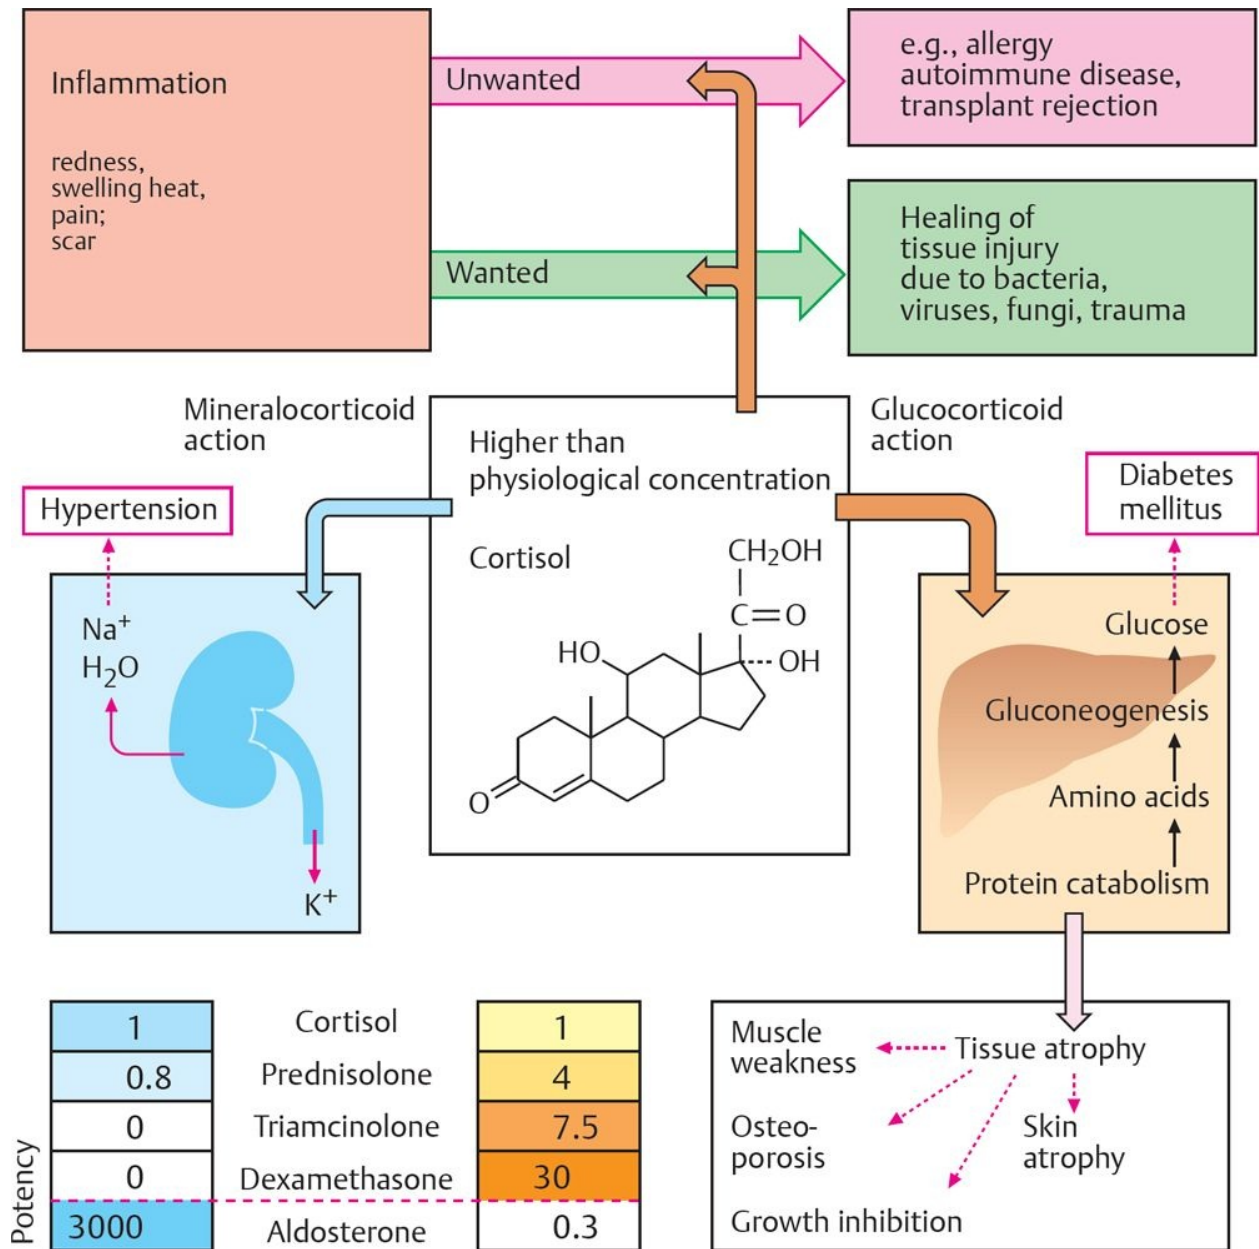 Inflammation
redness,
swelling heat,
pain;
scar
Unwanted
e.g., allergy
autoimmune disease,
transplant rejection
Wanted
Healing of
tissue injury
due to bacteria,
viruses, fungi, trauma
Mineralocorticoid
action
Higher than
physiological concentration
Glucocorticoid
action
Hypertension
Diabetes
mellitus
Na⁺
H₂O
K⁺
Cortisol
CH₂OH
C=O
HO
OH
O
Glucose
Gluconeogenesis
Amino acids
Protein catabolism
Potency
1 Cortisol 1
0.8 Prednisolone 4
0 Triamcinolone 7.5
0 Dexamethasone 30
3000 Aldosterone 0.3
Muscle
weakness
Tissue atrophy
Osteo-
porosis
Skin
atrophy
Growth inhibition